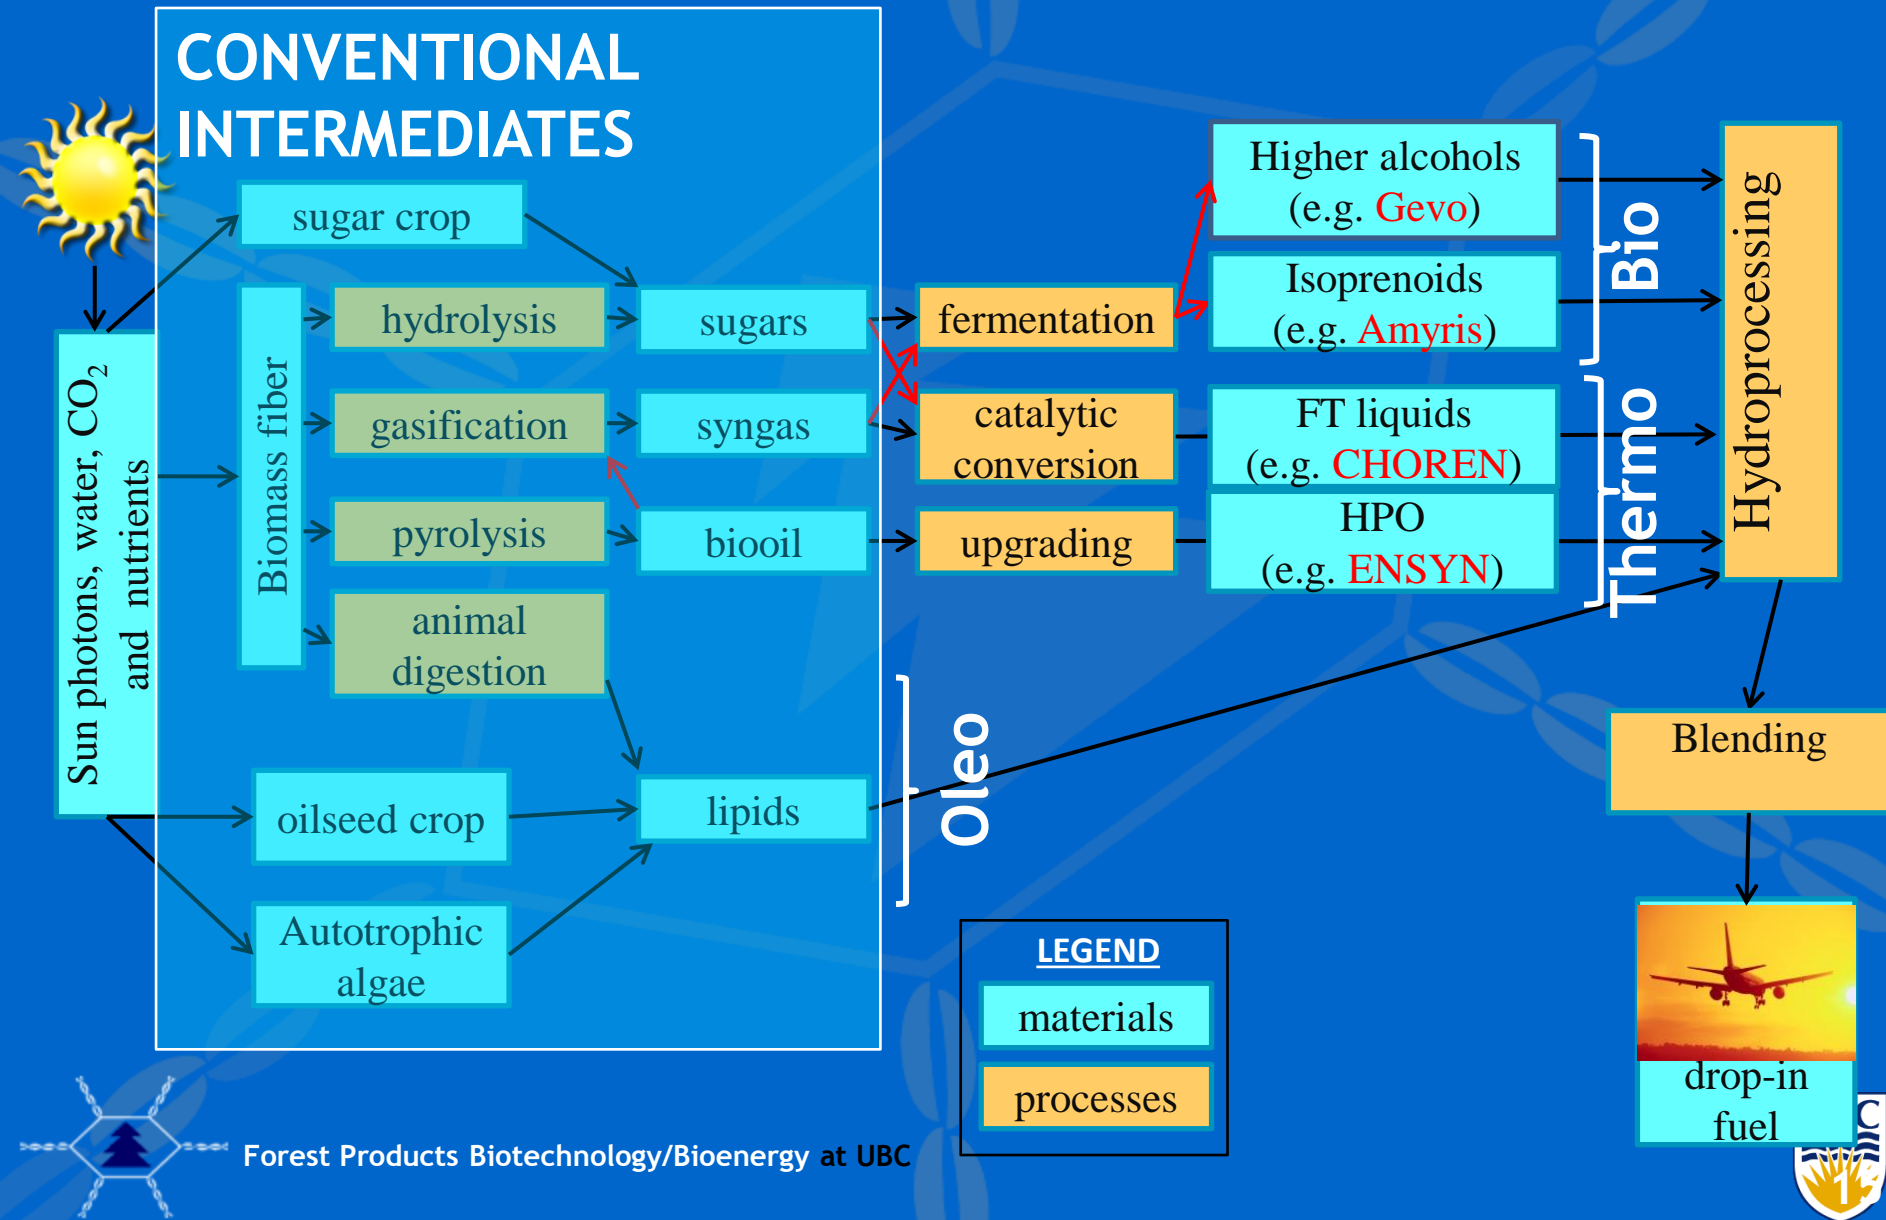 CONVENTIONAL
INTERMEDIATES
Sun photons, water, CO₂
and nutrients
sugar crop
Biomass fiber
hydrolysis
gasification
pyrolysis
animal
digestion
oilseed crop
Autotrophic
algae
sugars
syngas
biooil
lipids
Oleo
fermentation
catalytic
conversion
upgrading
Higher alcohols
(e.g. Gevo)
Isoprenoids
(e.g. Amyris)
FT liquids
(e.g. CHOREN)
HPO
(e.g. ENSYN)
Bio
Thermo
Hydroprocessing
Blending
drop-in
fuel
LEGEND
materials
processes
Forest Products Biotechnology/Bioenergy at UBC